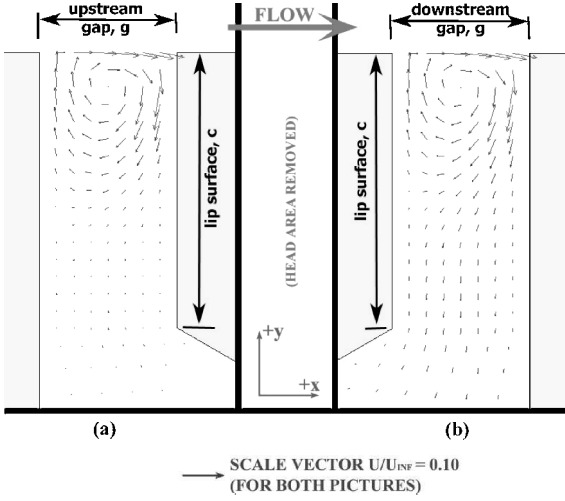 upstream
gap, g
FLOW
downstream
gap, g
lip surface, c
(HEAD AREA REMOVED)
lip surface, c
+y
+x
(a)
(b)
SCALE VECTOR U/U_INF = 0.10
(FOR BOTH PICTURES)